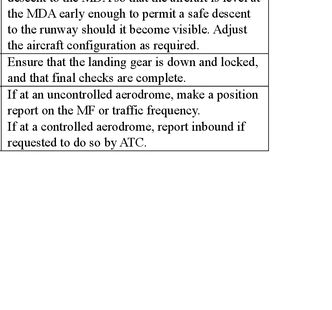 descent to the MDA so that the aircraft is level at
the MDA early enough to permit a safe descent
to the runway should it become visible. Adjust
the aircraft configuration as required.
Ensure that the landing gear is down and locked,
and that final checks are complete.
If at an uncontrolled aerodrome, make a position
report on the MF or traffic frequency.
If at a controlled aerodrome, report inbound if
requested to do so by ATC.